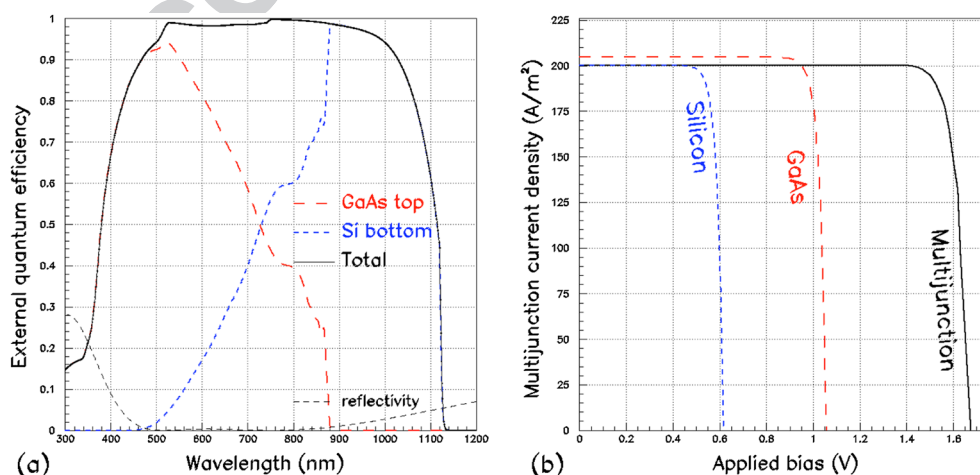 1
0.9
0.8
0.7
0.6
0.5
0.4
0.3
0.2
0.1
0
External quantum efficiency
GaAs top
Si bottom
Total
reflectivity
300 400 500 600 700 800 900 1000 1100 1200
(a) Wavelength (nm)
225
200
175
150
125
100
75
50
25
0
Multijunction current density (A/m²)
Silicon
GaAs
Multijunction
0 0.2 0.4 0.6 0.8 1 1.2 1.4 1.6
(b) Applied bias (V)